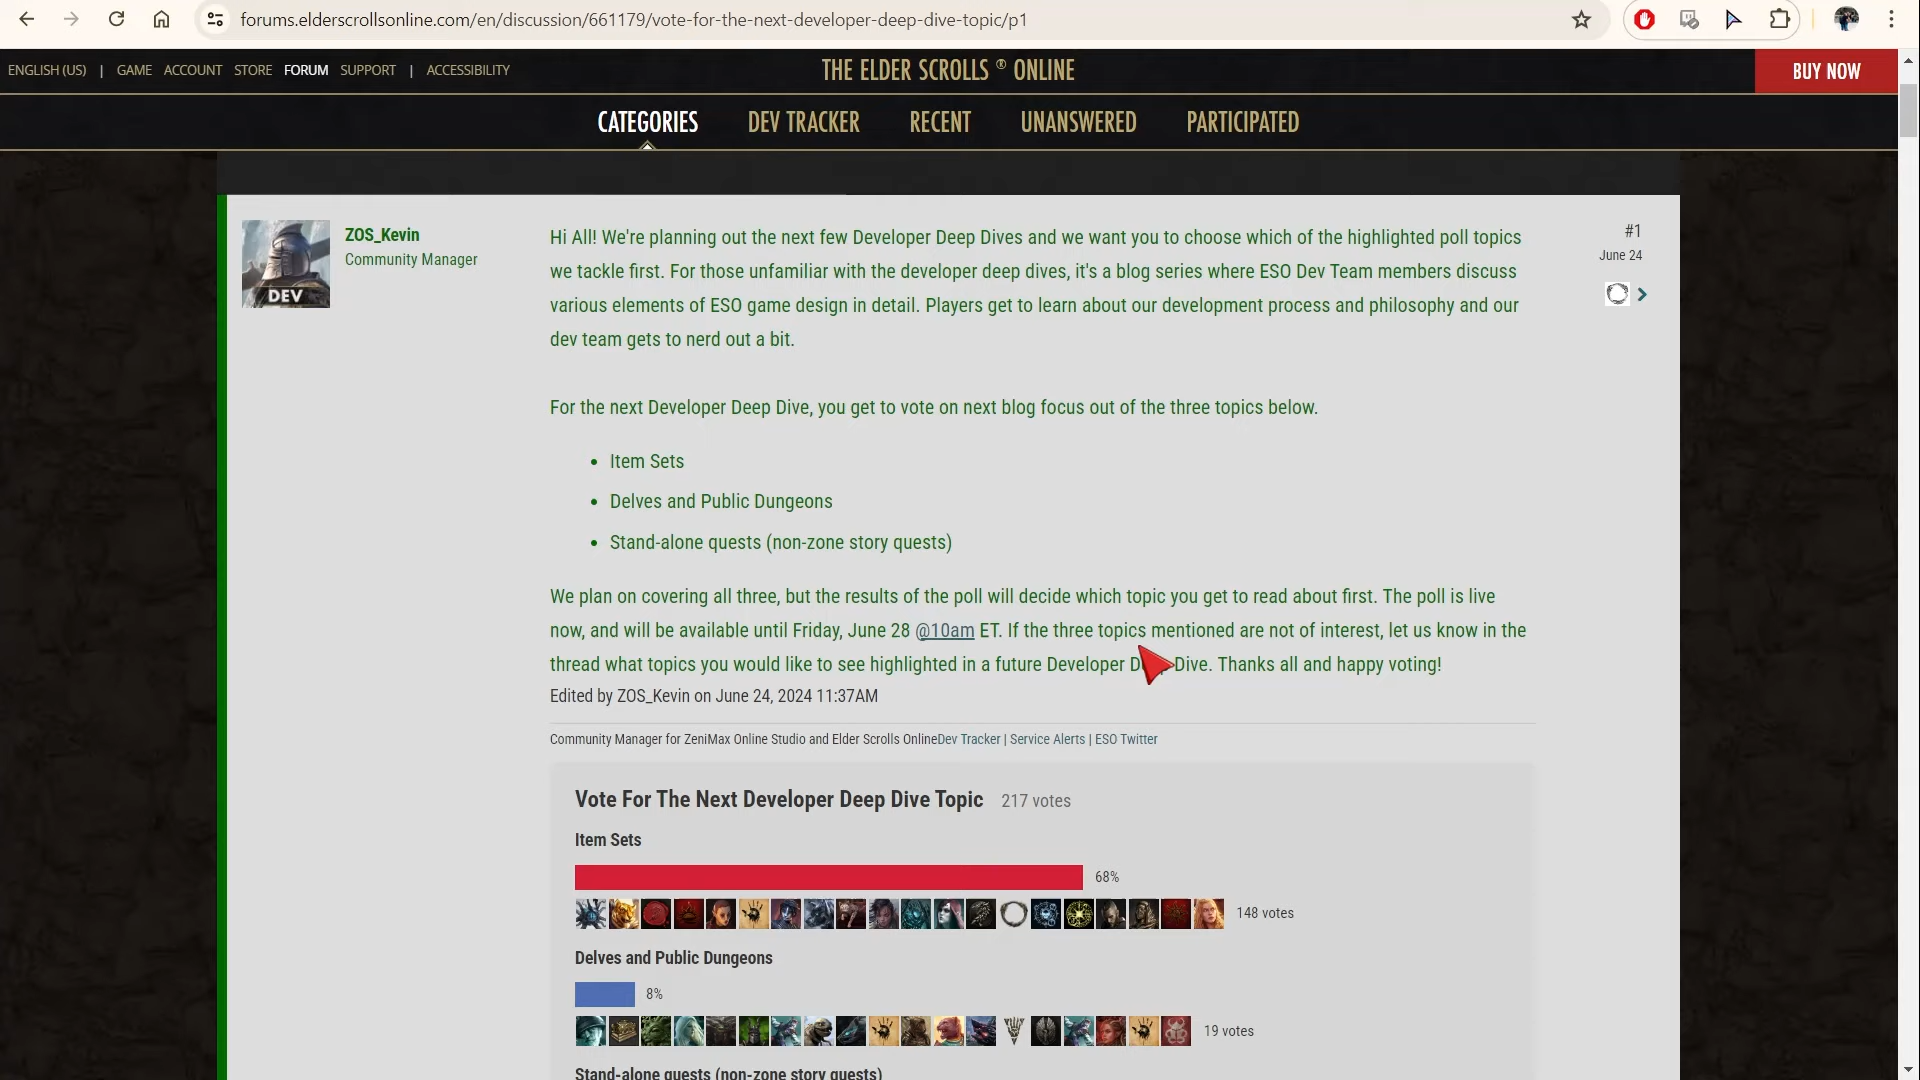 forums.elderscrollsonline.com/en/discussion/661179/vote-for-the-next-developer-deep-dive-topic/p1
ENGLISH (US) | GAME ACCOUNT STORE FORUM SUPPORT | ACCESSIBILITY
THE ELDER SCROLLS ® ONLINE
BUY NOW
CATEGORIES DEV TRACKER RECENT UNANSWERED PARTICIPATED
DEV
ZOS_Kevin
Community Manager
#1
June 24
Hi All! We're planning out the next few Developer Deep Dives and we want you to choose which of the highlighted poll topics
we tackle first. For those unfamiliar with the developer deep dives, it's a blog series where ESO Dev Team members discuss
various elements of ESO game design in detail. Players get to learn about our development process and philosophy and our
dev team gets to nerd out a bit.
For the next Developer Deep Dive, you get to vote on next blog focus out of the three topics below.
• Item Sets
• Delves and Public Dungeons
• Stand-alone quests (non-zone story quests)
We plan on covering all three, but the results of the poll will decide which topic you get to read about first. The poll is live
now, and will be available until Friday, June 28 @10am ET. If the three topics mentioned are not of interest, let us know in the
thread what topics you would like to see highlighted in a future Developer Dive. Thanks all and happy voting!
Edited by ZOS_Kevin on June 24, 2024 11:37AM
Community Manager for ZeniMax Online Studio and Elder Scrolls OnlineDev Tracker | Service Alerts | ESO Twitter
Vote For The Next Developer Deep Dive Topic 217 votes
Item Sets
68%
148 votes
Delves and Public Dungeons
8%
19 votes
Stand-alone quests (non-zone story quests)